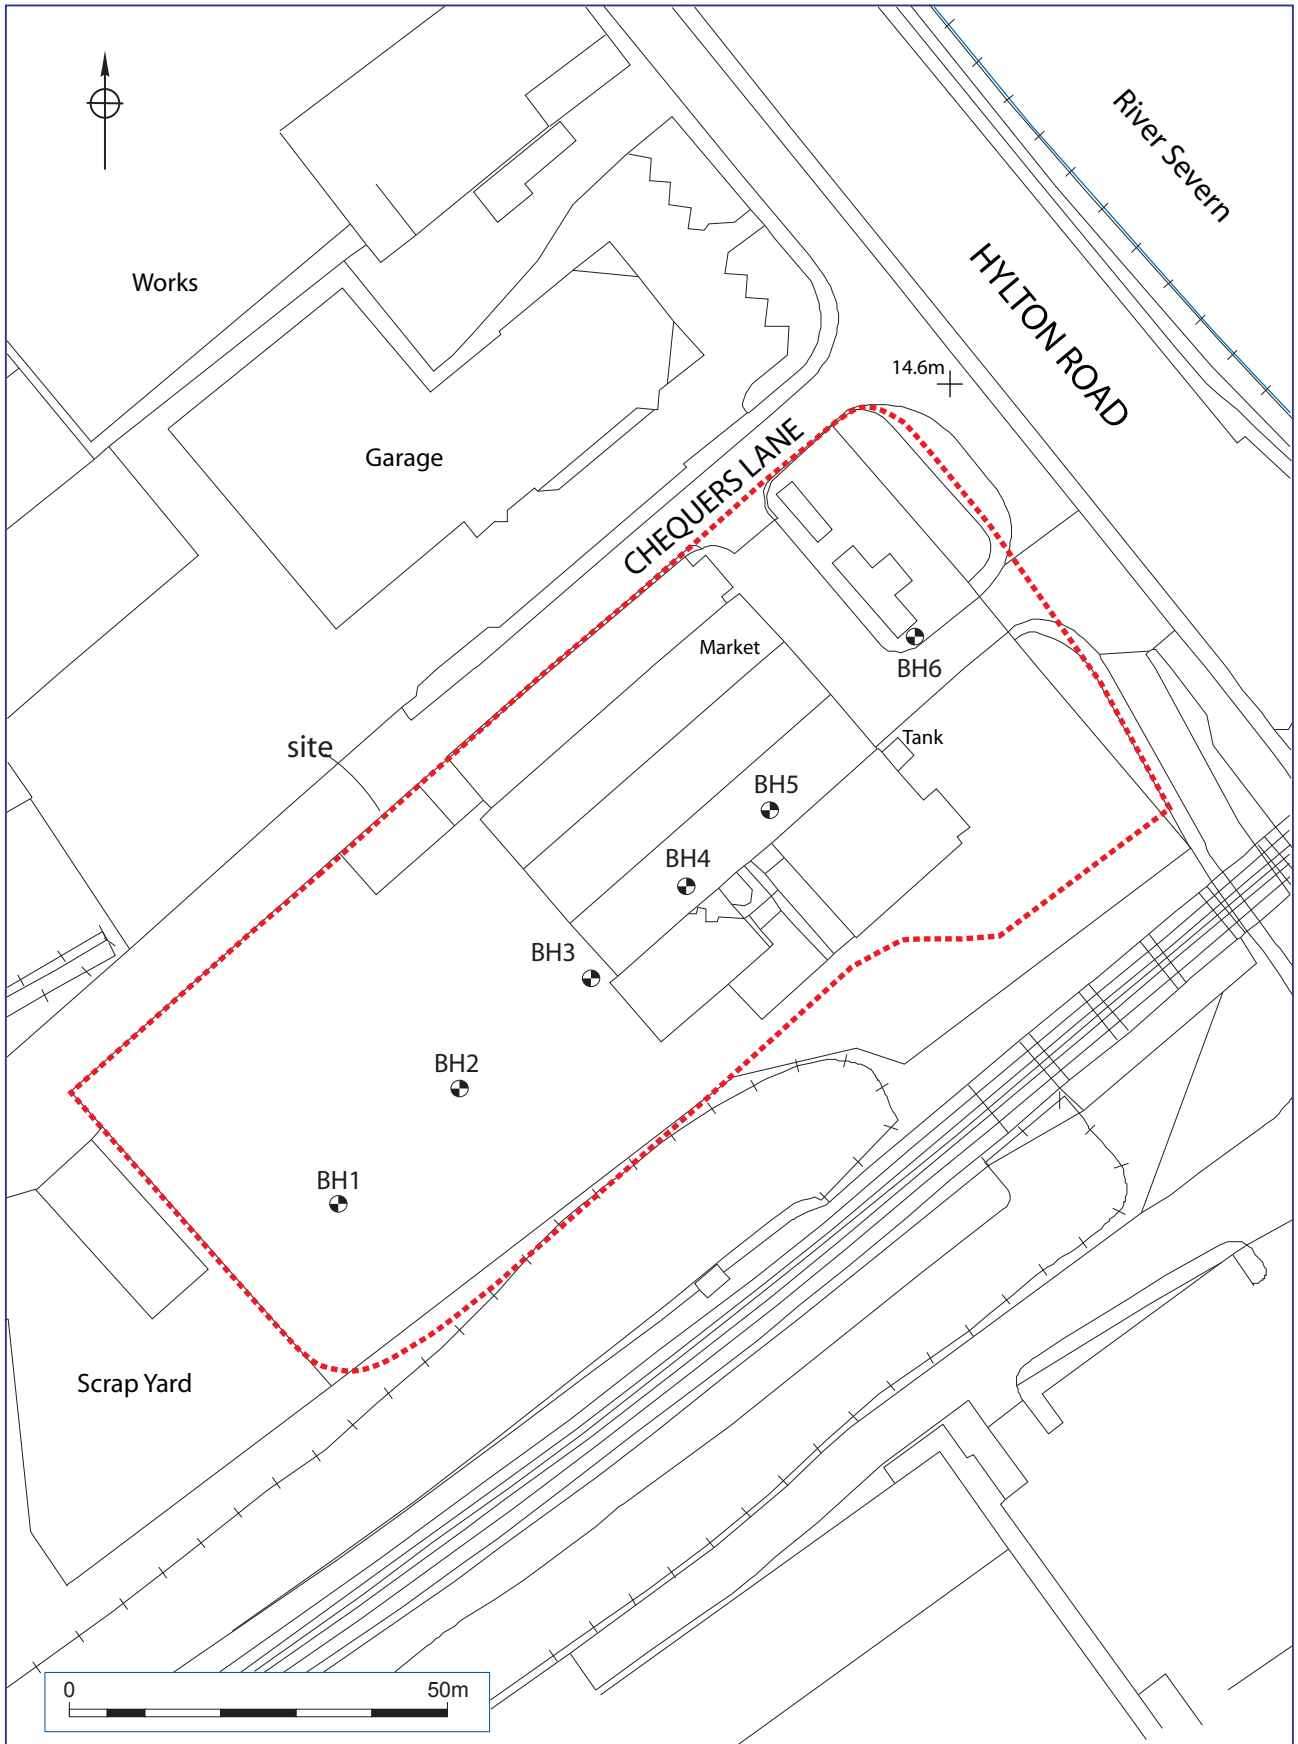 River Severn
HYLTON ROAD
Works
14.6m
Garage
CHEQUERS LANE
Market
BH6
site
Tank
BH5
BH4
BH3
BH2
BH1
Scrap Yard
0 50m